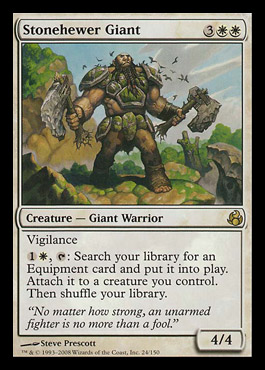 Stonehewer Giant 3
Creature — Giant Warrior
Vigilance
1 , : Search your library for an
Equipment card and put it into play.
Attach it to a creature you control.
Then shuffle your library.
"No matter how strong, an unarmed
fighter is no more than a fool."
Steve Prescott
™ & © 1993–2008 Wizards of the Coast, Inc. 24/150
4/4